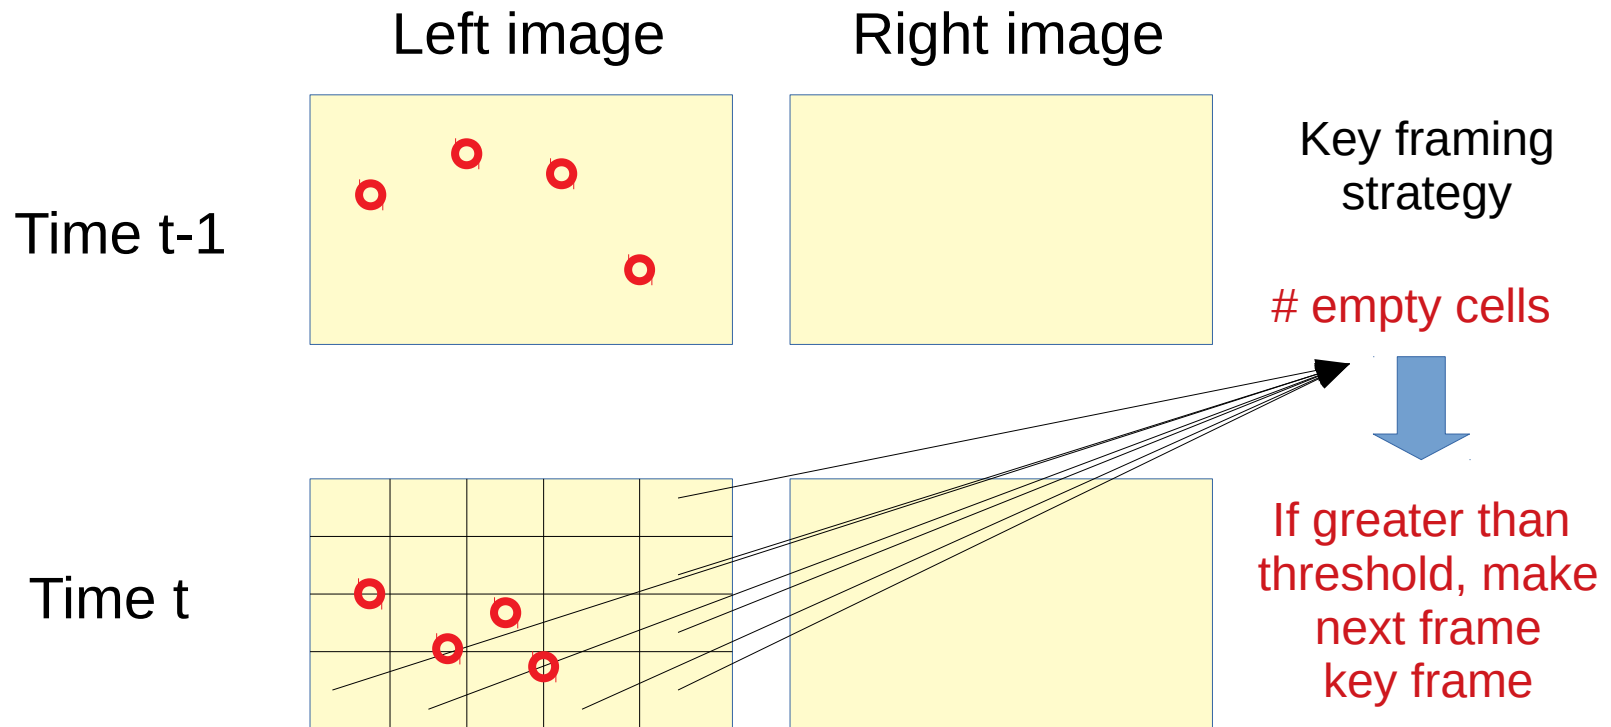 Left image
Right image
Key framing
strategy
Time t-1
# empty cells
If greater than
threshold, make
next frame
key frame
Time t